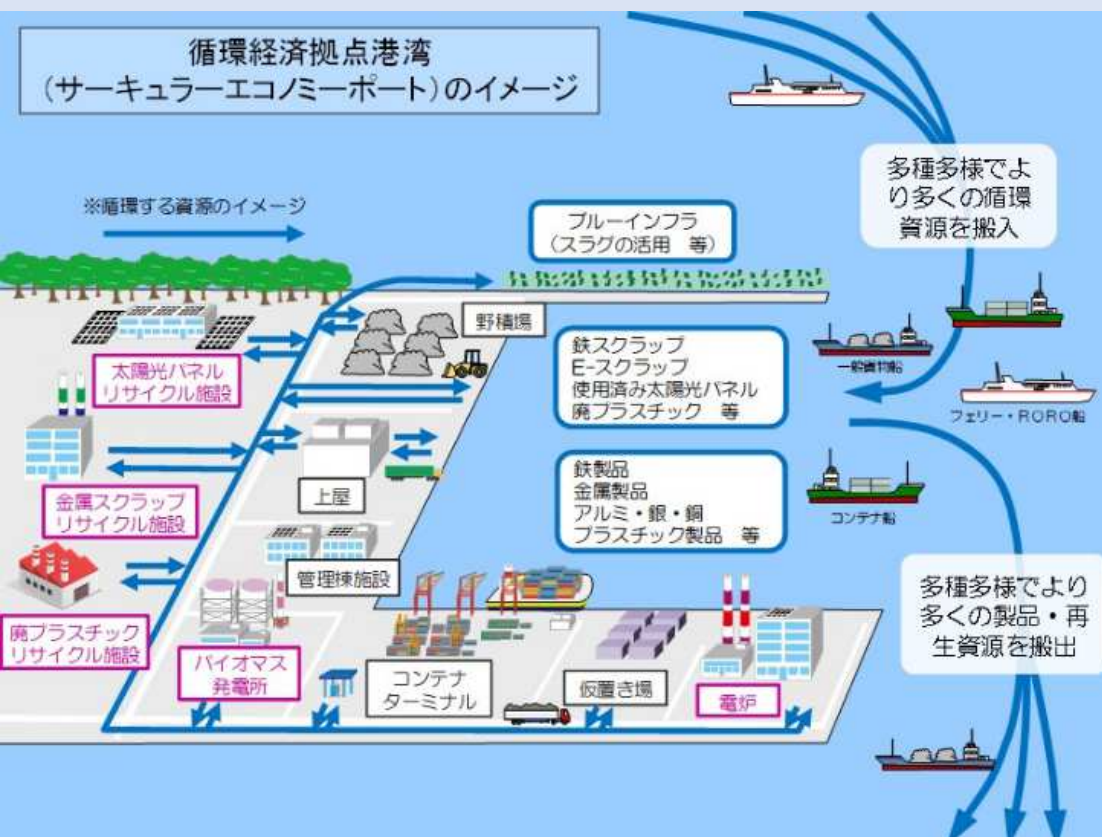 循環経済拠点港湾
(サーキュラーエコノミーポート)のイメージ
多種多様でよ
り多くの循環
資源を搬入
※循環する資源のイメージ
ブルーインフラ
(スラグの活用 等)
野積場
太陽光パネル
リサイクル施設
鉄スクラップ
E-スクラップ
使用済み太陽光パネル
廃プラスチック 等
一般貨物船
フェリー・RORO船
金属スクラップ
リサイクル施設
上屋
鉄製品
金属製品
アルミ・銀・銅
プラスチック製品 等
コンテナ船
管理棟施設
多種多様でより
多くの製品・再
生資源を搬出
廃プラスチック
リサイクル施設
バイオマス
発電所
コンテナ
ターミナル
仮置き場
電炉